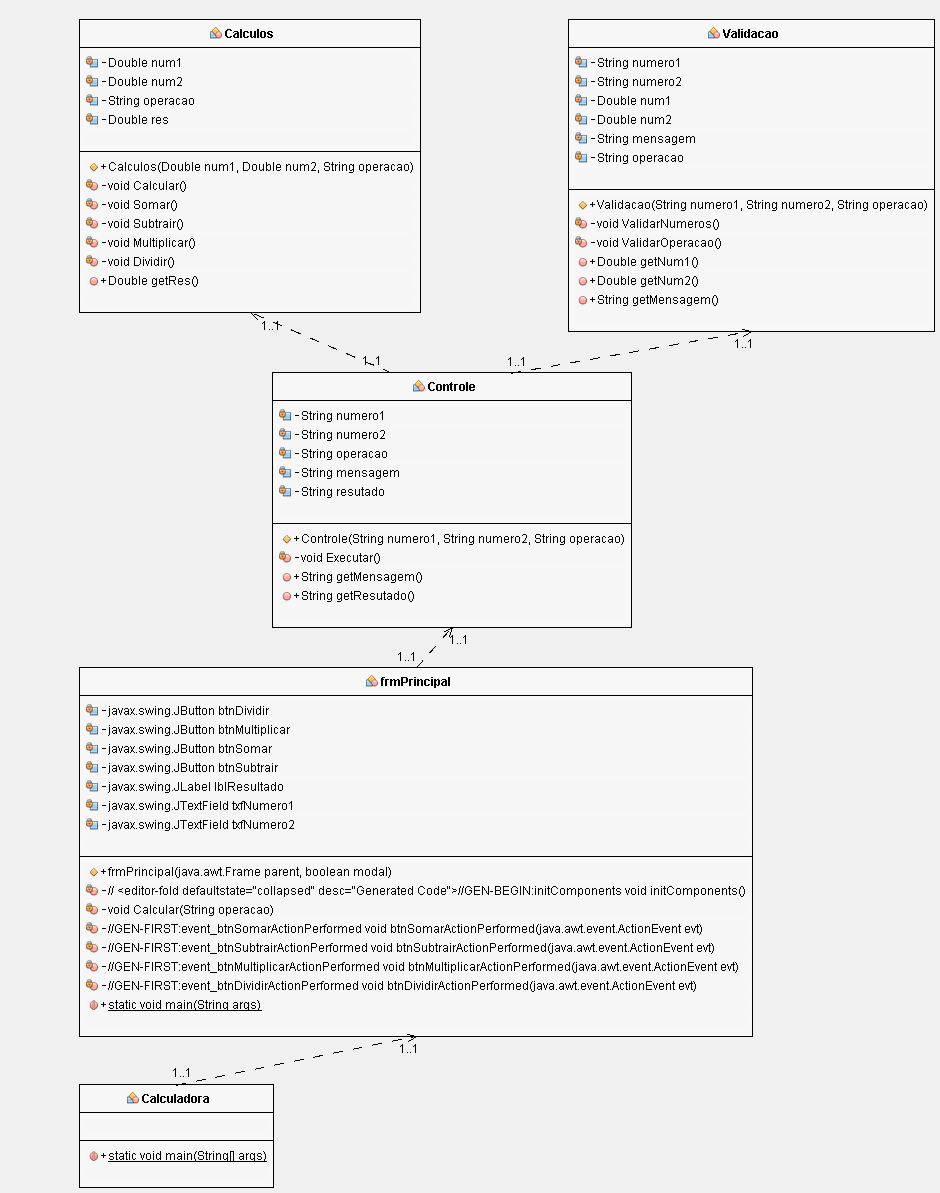 Calculos
-Double num1
-Double num2
-String operacao
-Double res
+Calculos(Double num1, Double num2, String operacao)
-void Calcular()
-void Somar()
-void Subtrair()
-void Multiplicar()
-void Dividir()
+Double getRes()
Validacao
-String numero1
-String numero2
-Double num1
-Double num2
-String mensagem
-String operacao
+Validacao(String numero1, String numero2, String operacao)
-void ValidarNumeros()
-void ValidarOperacao()
+Double getNum1()
+Double getNum2()
+String getMensagem()
1..1
1..1
1..1
1..1
Controle
-String numero1
-String numero2
-String operacao
-String mensagem
-String resutado
+Controle(String numero1, String numero2, String operacao)
-void Executar()
+String getMensagem()
+String getResutado()
1..1
1..1
frmPrincipal
-javax.swing.JButton btnDividir
-javax.swing.JButton btnMultiplicar
-javax.swing.JButton btnSomar
-javax.swing.JButton btnSubtrair
-javax.swing.JLabel lblResultado
-javax.swing.JTextField txfNumero1
-javax.swing.JTextField txfNumero2
+frmPrincipal(java.awt.Frame parent, boolean modal)
-// <editor-fold defaultstate="collapsed" desc="Generated Code">//GEN-BEGIN:initComponents void initComponents()
-void Calcular(String operacao)
-//GEN-FIRST:event_btnSomarActionPerformed void btnSomarActionPerformed(java.awt.event.ActionEvent evt)
-//GEN-FIRST:event_btnSubtrairActionPerformed void btnSubtrairActionPerformed(java.awt.event.ActionEvent evt)
-//GEN-FIRST:event_btnMultiplicarActionPerformed void btnMultiplicarActionPerformed(java.awt.event.ActionEvent evt)
-//GEN-FIRST:event_btnDividirActionPerformed void btnDividirActionPerformed(java.awt.event.ActionEvent evt)
+static void main(String args)
1..1
1..1
Calculadora
+static void main(String[] args)